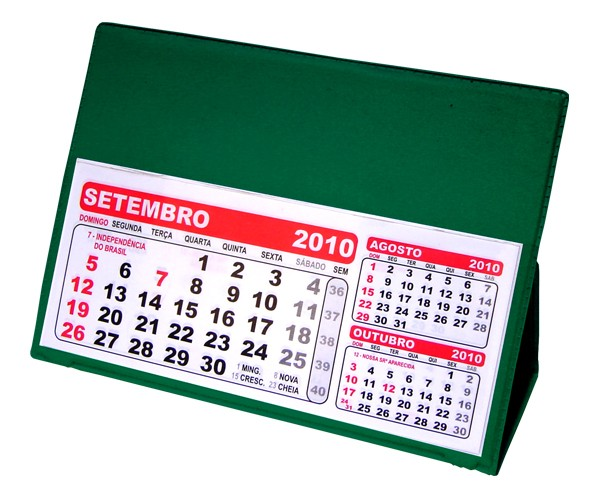 SETEMBRO 2010
DOMINGO SEGUNDA TERÇA QUARTA QUINTA SEXTA SÁBADO SEM
7 - INDEPENDÊNCIA
DO BRASIL
1 2 3 4 36
5 6 7 8 9 10 11 37
12 13 14 15 16 17 18 38
19 20 21 22 23 24 25 39
26 27 28 29 30 40
1 MING. 8 NOVA
15 CRESC. 23 CHEIA
AGOSTO 2010
DOM SEG TER QUA QUI SEX SAB
1 2 3 4 5 6 7
8 9 10 11 12 13 14
15 16 17 18 19 20 21
22 23 24 25 26 27 28
29 30 31
OUTUBRO 2010
DOM SEG TER QUA QUI SEX SAB
12 - NOSSA SRª APARECIDA
1 2
3 4 5 6 7 8 9
10 11 12 13 14 15 16
17 18 19 20 21 22 23
24/31 25 26 27 28 29 30